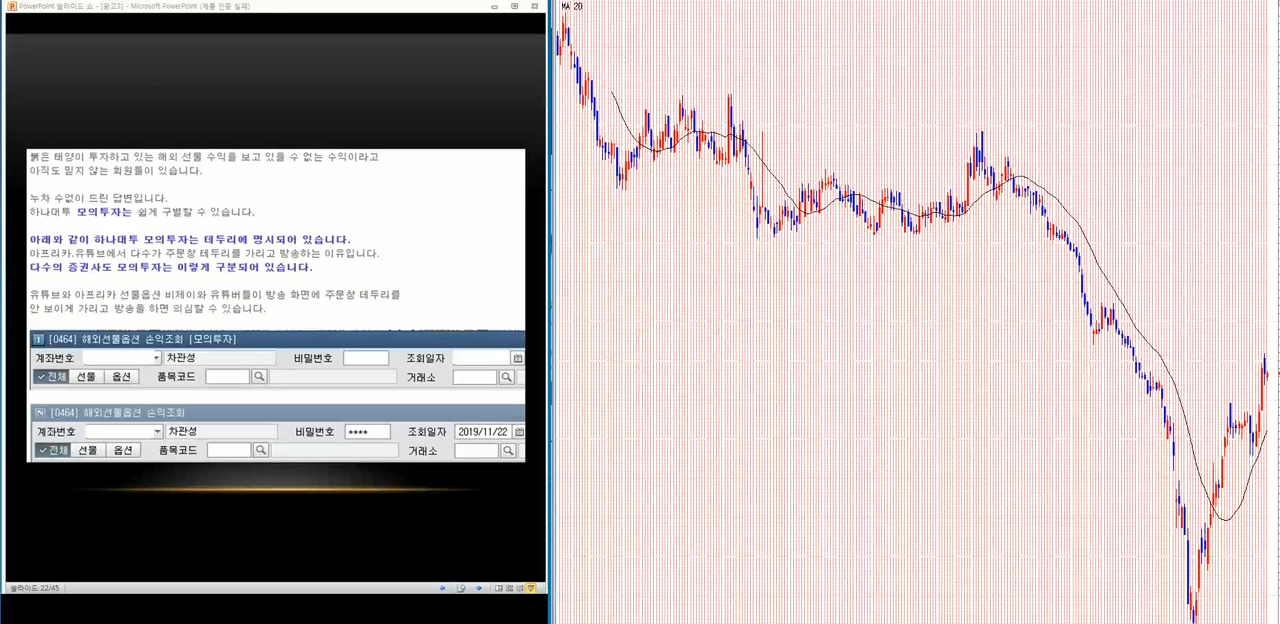 PowerPoint 슬라이드 쇼 - [광고3] - Microsoft PowerPoint (제품 인증 실패)
붉은 태양이 투자하고 있는 해외 선물 수익을 보고 있을 수 없는 수익이라고
아직도 믿지 않는 회원들이 있습니다.
누차 수없이 드린 답변입니다.
하나대투 모의투자는 쉽게 구별할 수 있습니다.
아래와 같이 하나대투 모의투자는 테두리에 명시되어 있습니다.
아프리카,유튜브에서 다수가 주문창 테두리를 가리고 방송하는 이유입니다.
다수의 증권사도 모의투자는 이렇게 구분되어 있습니다.
유튜브와 아프리카 선물옵션 비제이와 유튜버들이 방송 화면에 주문창 테두리를
안 보이게 가리고 방송을 하면 의심할 수 있습니다.
[0464] 해외선물옵션 손익조회 [모의투자]
계좌번호 차관성 비밀번호 조회일자
전체 선물 옵션 품목코드 거래소
[0464] 해외선물옵션 손익조회
계좌번호 차관성 비밀번호 **** 조회일자 2019/11/22
전체 선물 옵션 품목코드 거래소
슬라이드 22/45
MA 20